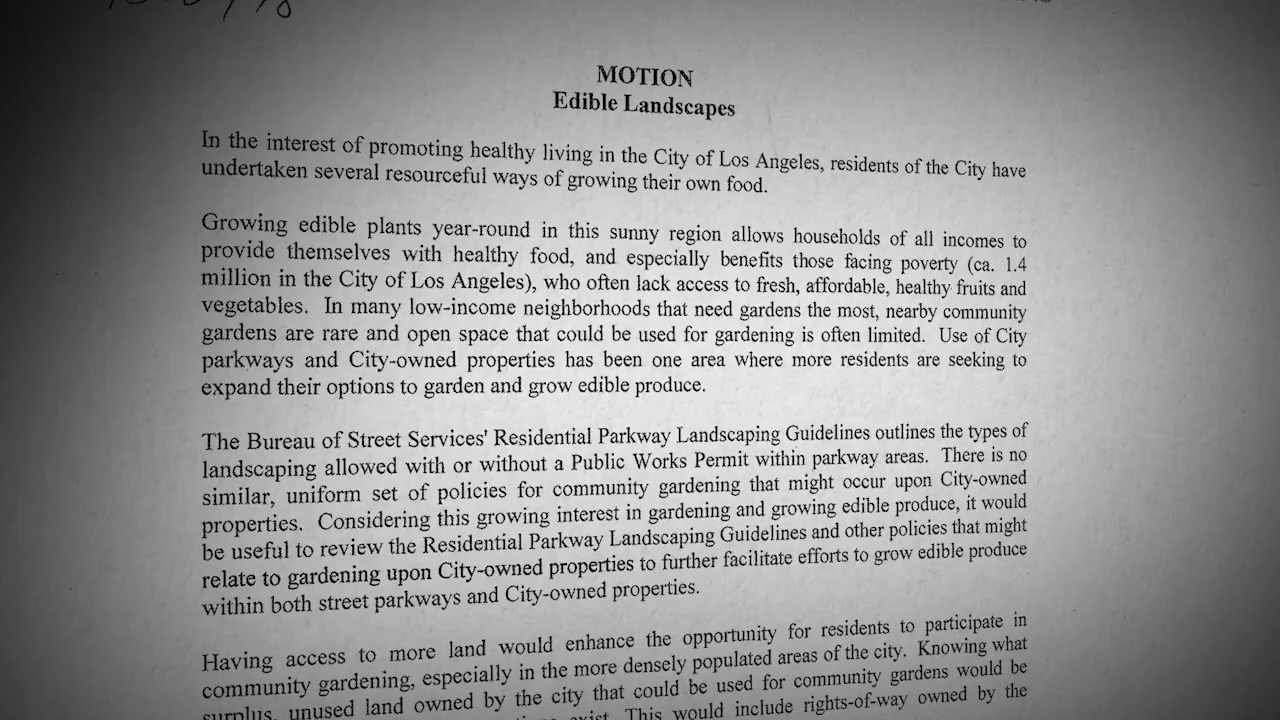 MOTION
Edible Landscapes
In the interest of promoting healthy living in the City of Los Angeles, residents of the City have
undertaken several resourceful ways of growing their own food.
Growing edible plants year-round in this sunny region allows households of all incomes to
provide themselves with healthy food, and especially benefits those facing poverty (ca. 1.4
million in the City of Los Angeles), who often lack access to fresh, affordable, healthy fruits and
vegetables. In many low-income neighborhoods that need gardens the most, nearby community
gardens are rare and open space that could be used for gardening is often limited. Use of City
parkways and City-owned properties has been one area where more residents are seeking to
expand their options to garden and grow edible produce.
The Bureau of Street Services' Residential Parkway Landscaping Guidelines outlines the types of
landscaping allowed with or without a Public Works Permit within parkway areas. There is no
similar, uniform set of policies for community gardening that might occur upon City-owned
properties. Considering this growing interest in gardening and growing edible produce, it would
be useful to review the Residential Parkway Landscaping Guidelines and other policies that might
relate to gardening upon City-owned properties to further facilitate efforts to grow edible produce
within both street parkways and City-owned properties.
Having access to more land would enhance the opportunity for residents to participate in
community gardening, especially in the more densely populated areas of the city. Knowing what
surplus, unused land owned by the city that could be used for community gardens would be
exist. This would include rights-of-way owned by the